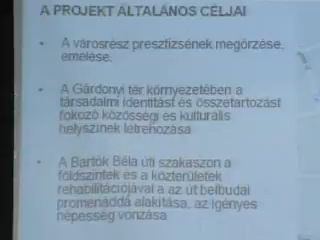 A PROJEKT ÁLTALÁNOS CÉLJAI
• A városrész presztízsének megőrzése,
emelése.
• A Gárdonyi tér környezetében a
társadalmi identitást és összetartozást
fokozó közösségi és kulturális
helyszínek létrehozása
• A Bartók Béla úti szakaszon a
földszintek és a közterületek
rehabilitációjával a az út belbudai
promenáddá alakítása, az igényes
népesség vonzása